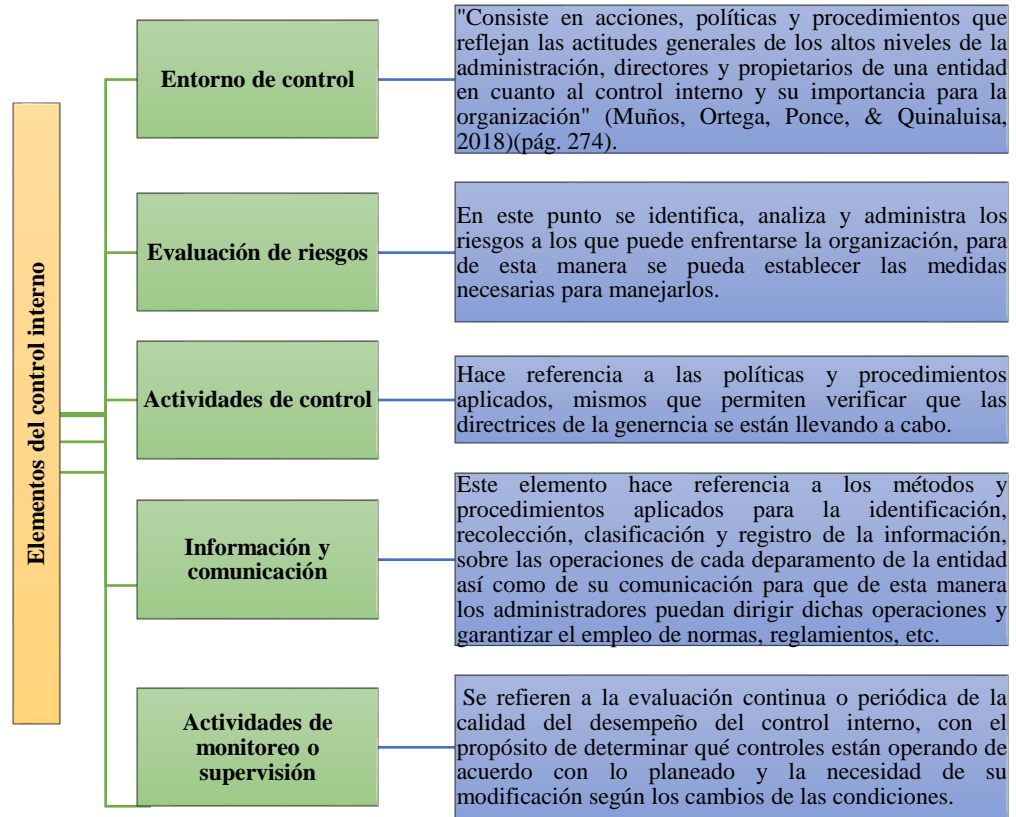 Elementos del control interno
Entorno de control
"Consiste en acciones, políticas y procedimientos que
reflejan las actitudes generales de los altos niveles de la
administración, directores y propietarios de una entidad
en cuanto al control interno y su importancia para la
organización" (Muños, Ortega, Ponce, & Quinaluisa,
2018)(pág. 274).
Evaluación de riesgos
En este punto se identifica, analiza y administra los
riesgos a los que puede enfrentarse la organización, para
de esta manera se pueda establecer las medidas
necesarias para manejarlos.
Actividades de control
Hace referencia a las políticas y procedimientos
aplicados, mismos que permiten verificar que las
directrices de la generncia se están llevando a cabo.
Información y
comunicación
Este elemento hace referencia a los métodos y
procedimientos aplicados para la identificación,
recolección, clasificación y registro de la información,
sobre las operaciones de cada deparamento de la entidad
así como de su comunicación para que de esta manera
los administradores puedan dirigir dichas operaciones y
garantizar el empleo de normas, reglamentos, etc.
Actividades de
monitoreo o
supervisión
Se refieren a la evaluación continua o periódica de la
calidad del desempeño del control interno, con el
propósito de determinar qué controles están operando de
acuerdo con lo planeado y la necesidad de su
modificación según los cambios de las condiciones.